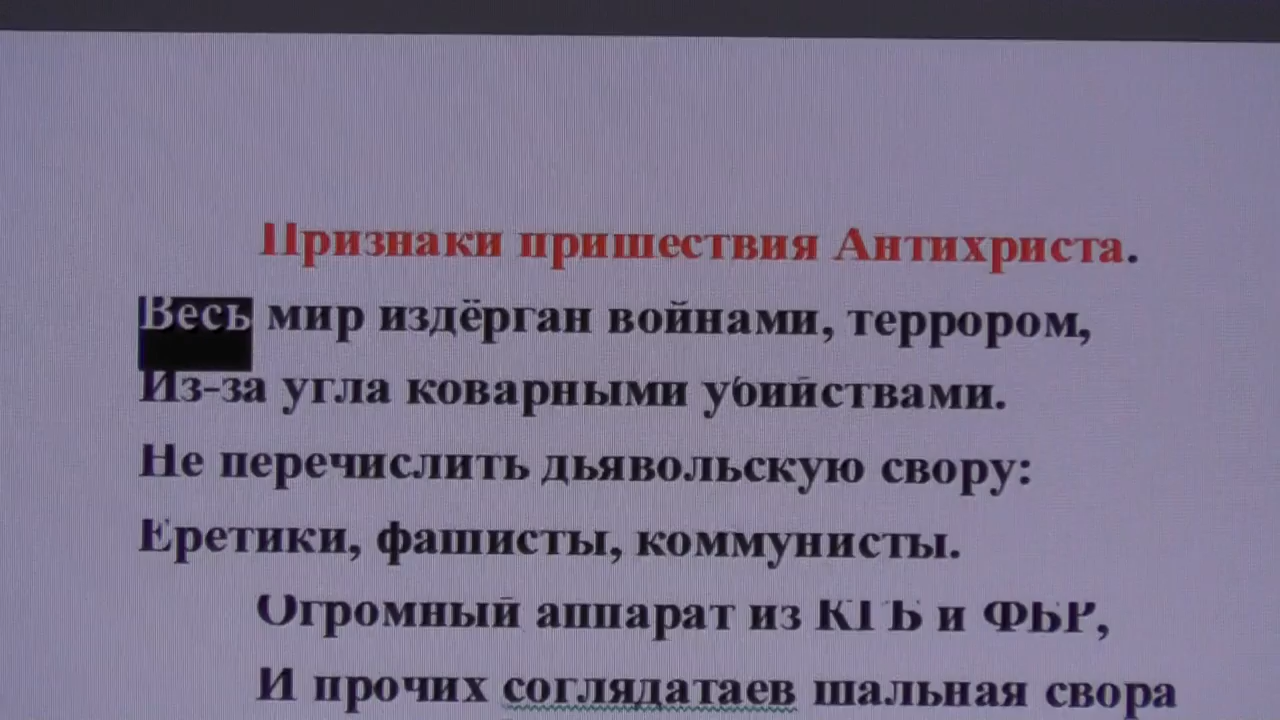 Признаки пришествия Антихриста.
Весь мир издёрган войнами, террором,
Из-за угла коварными убийствами.
Не перечислить дьявольскую свору:
Еретики, фашисты, коммунисты.
Огромный аппарат из КГБ и ФБР,
И прочих соглядатаев шальная свора